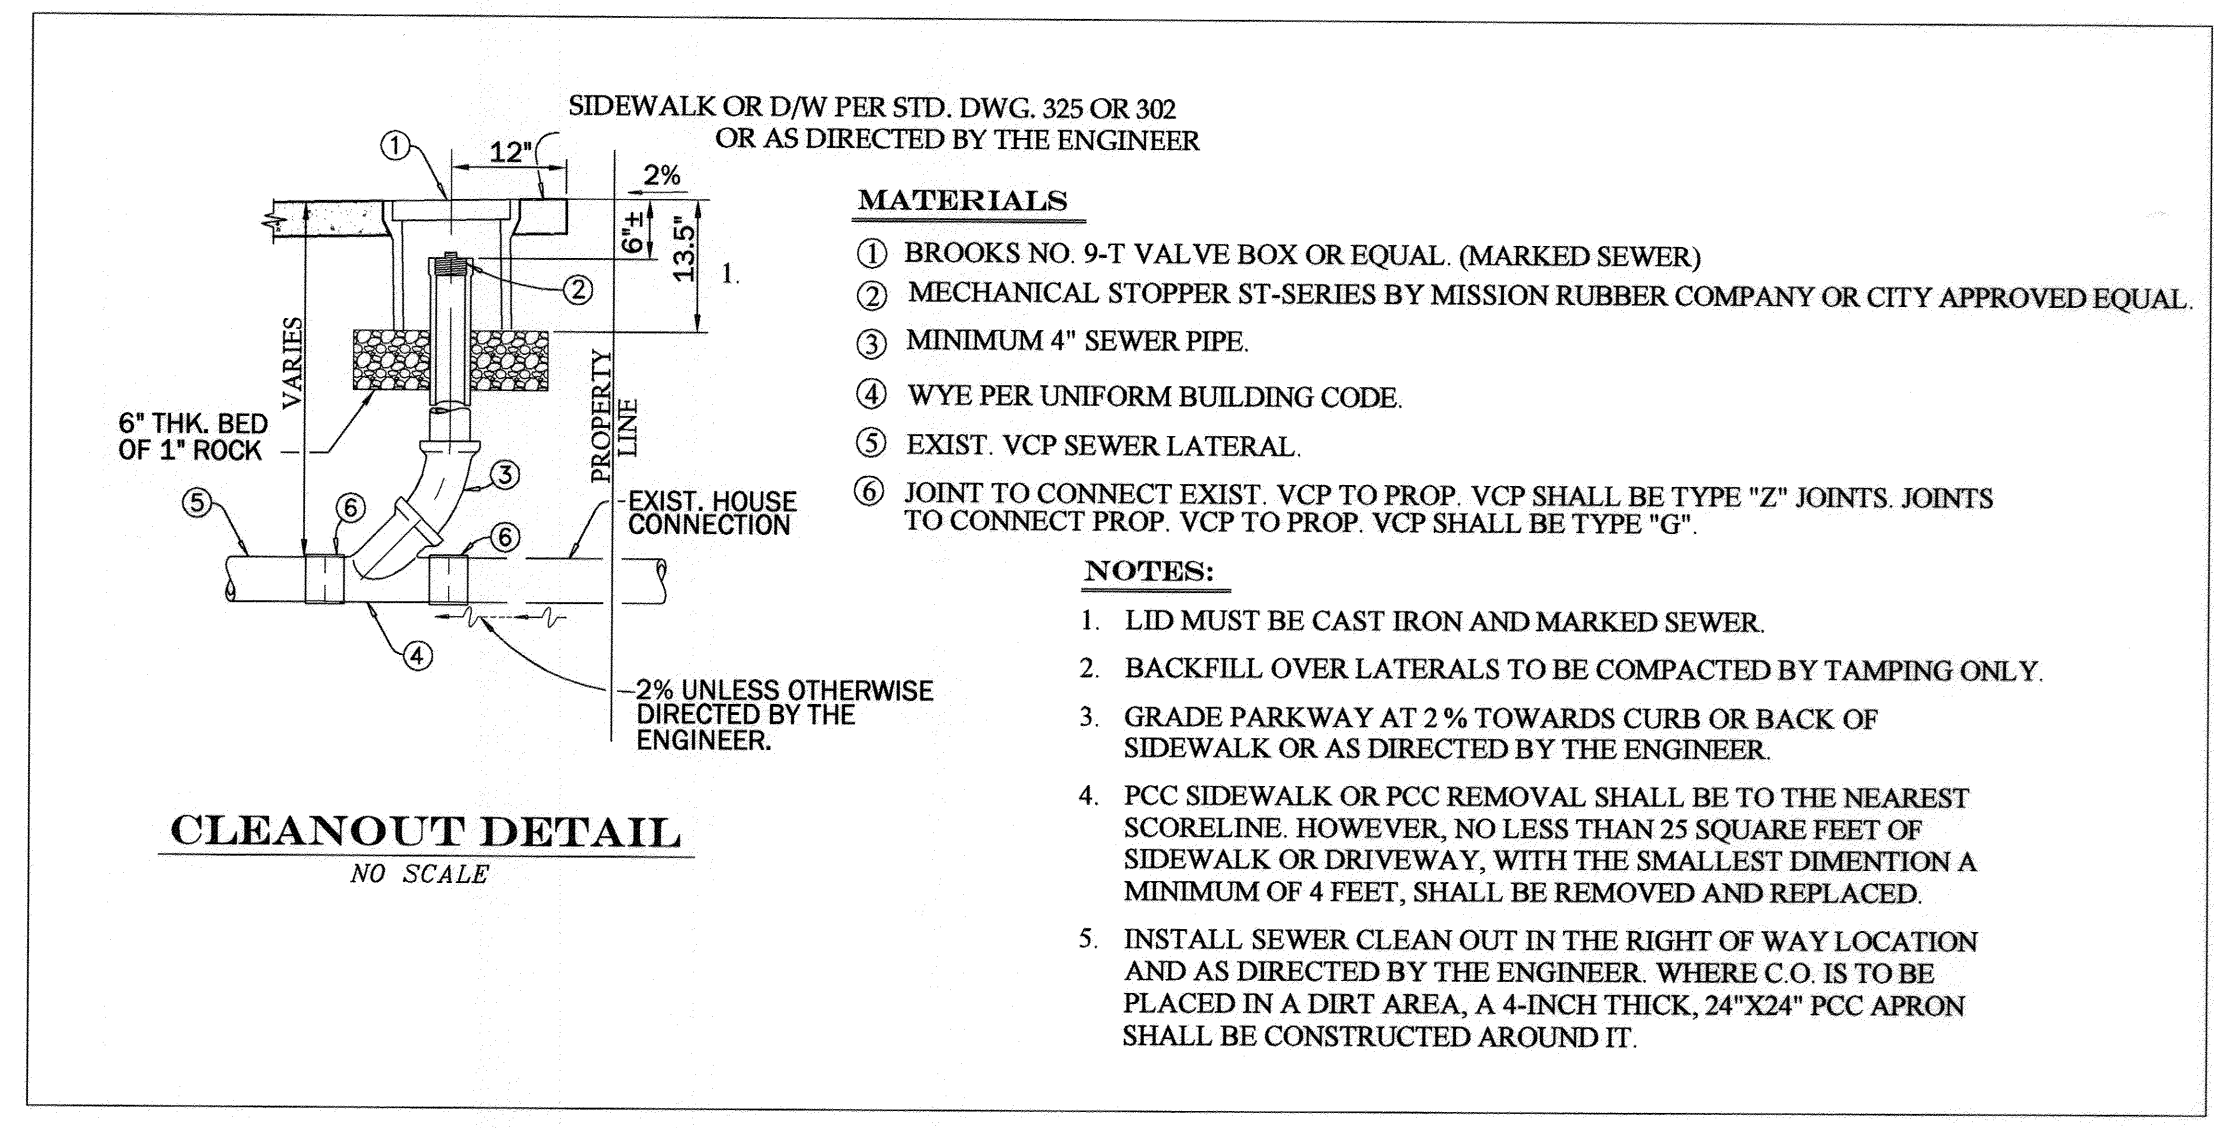 SIDEWALK OR D/W PER STD. DWG. 325 OR 302
OR AS DIRECTED BY THE ENGINEER
1
12"
2%
6"±
13.5"
1.
2
VARIES
6" THK. BED
OF 1" ROCK
PROPERTY
LINE
3
5
6
6
EXIST. HOUSE
CONNECTION
4
2% UNLESS OTHERWISE
DIRECTED BY THE
ENGINEER.
CLEANOUT DETAIL
NO SCALE
MATERIALS
1 BROOKS NO. 9-T VALVE BOX OR EQUAL. (MARKED SEWER)
2 MECHANICAL STOPPER ST-SERIES BY MISSION RUBBER COMPANY OR CITY APPROVED EQUAL.
3 MINIMUM 4" SEWER PIPE.
4 WYE PER UNIFORM BUILDING CODE.
5 EXIST. VCP SEWER LATERAL.
6 JOINT TO CONNECT EXIST. VCP TO PROP. VCP SHALL BE TYPE "Z" JOINTS. JOINTS
TO CONNECT PROP. VCP TO PROP. VCP SHALL BE TYPE "G".
NOTES:
1. LID MUST BE CAST IRON AND MARKED SEWER.
2. BACKFILL OVER LATERALS TO BE COMPACTED BY TAMPING ONLY.
3. GRADE PARKWAY AT 2 % TOWARDS CURB OR BACK OF
SIDEWALK OR AS DIRECTED BY THE ENGINEER.
4. PCC SIDEWALK OR PCC REMOVAL SHALL BE TO THE NEAREST
SCORELINE. HOWEVER, NO LESS THAN 25 SQUARE FEET OF
SIDEWALK OR DRIVEWAY, WITH THE SMALLEST DIMENTION A
MINIMUM OF 4 FEET, SHALL BE REMOVED AND REPLACED.
5. INSTALL SEWER CLEAN OUT IN THE RIGHT OF WAY LOCATION
AND AS DIRECTED BY THE ENGINEER. WHERE C.O. IS TO BE
PLACED IN A DIRT AREA, A 4-INCH THICK, 24"X24" PCC APRON
SHALL BE CONSTRUCTED AROUND IT.